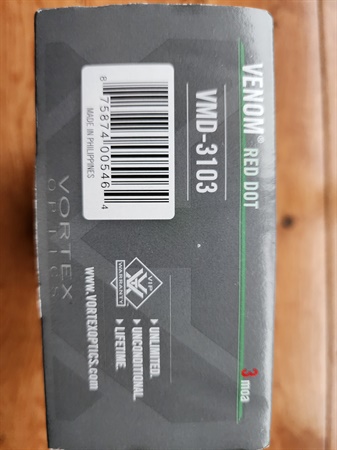 VENOM® RED DOT
3 moa
VMD-3103
8 75874 00546 4
MADE IN PHILIPPINES
VIP
WARRANTY
▸ UNLIMITED.
▸ UNCONDITIONAL.
▸ LIFETIME.
VORTEX
OPTICS
www.VORTEXOPTICS.com